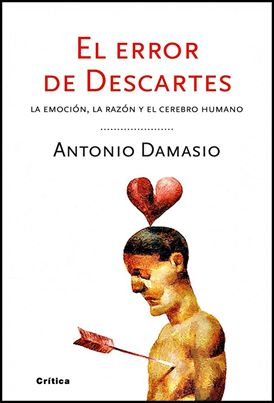 EL ERROR
DE DESCARTES
LA EMOCIÓN, LA RAZÓN Y EL CEREBRO HUMANO
ANTONIO DAMASIO
Crítica